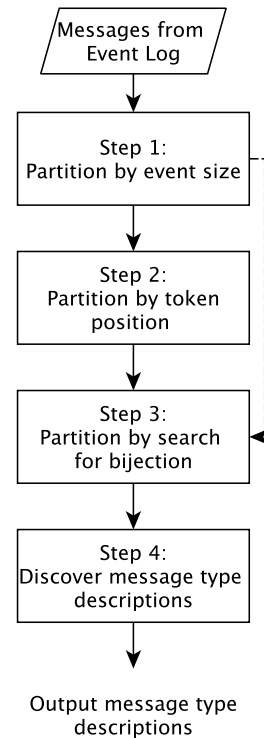 Messages from
Event Log
Step 1:
Partition by event size
Step 2:
Partition by token
position
Step 3:
Partition by search
for bijection
Step 4:
Discover message type
descriptions
Output message type
descriptions